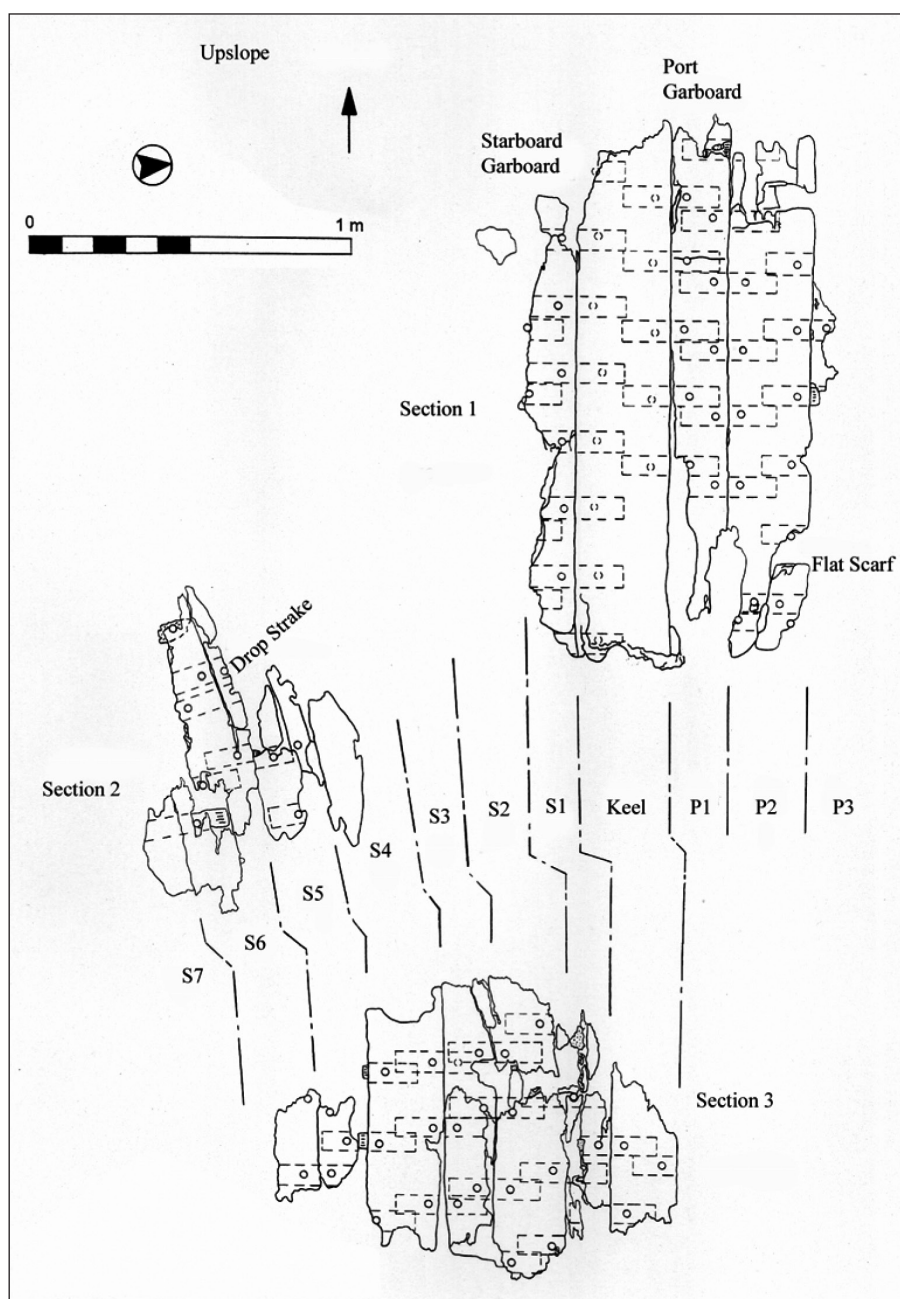 Upslope
Port
Garboard
Starboard
Garboard
0
1 m
Section 1
Flat Scarf
Drop Strake
Section 2
S1
Keel
P1
P2
P3
S2
S3
S4
S5
S6
S7
Section 3